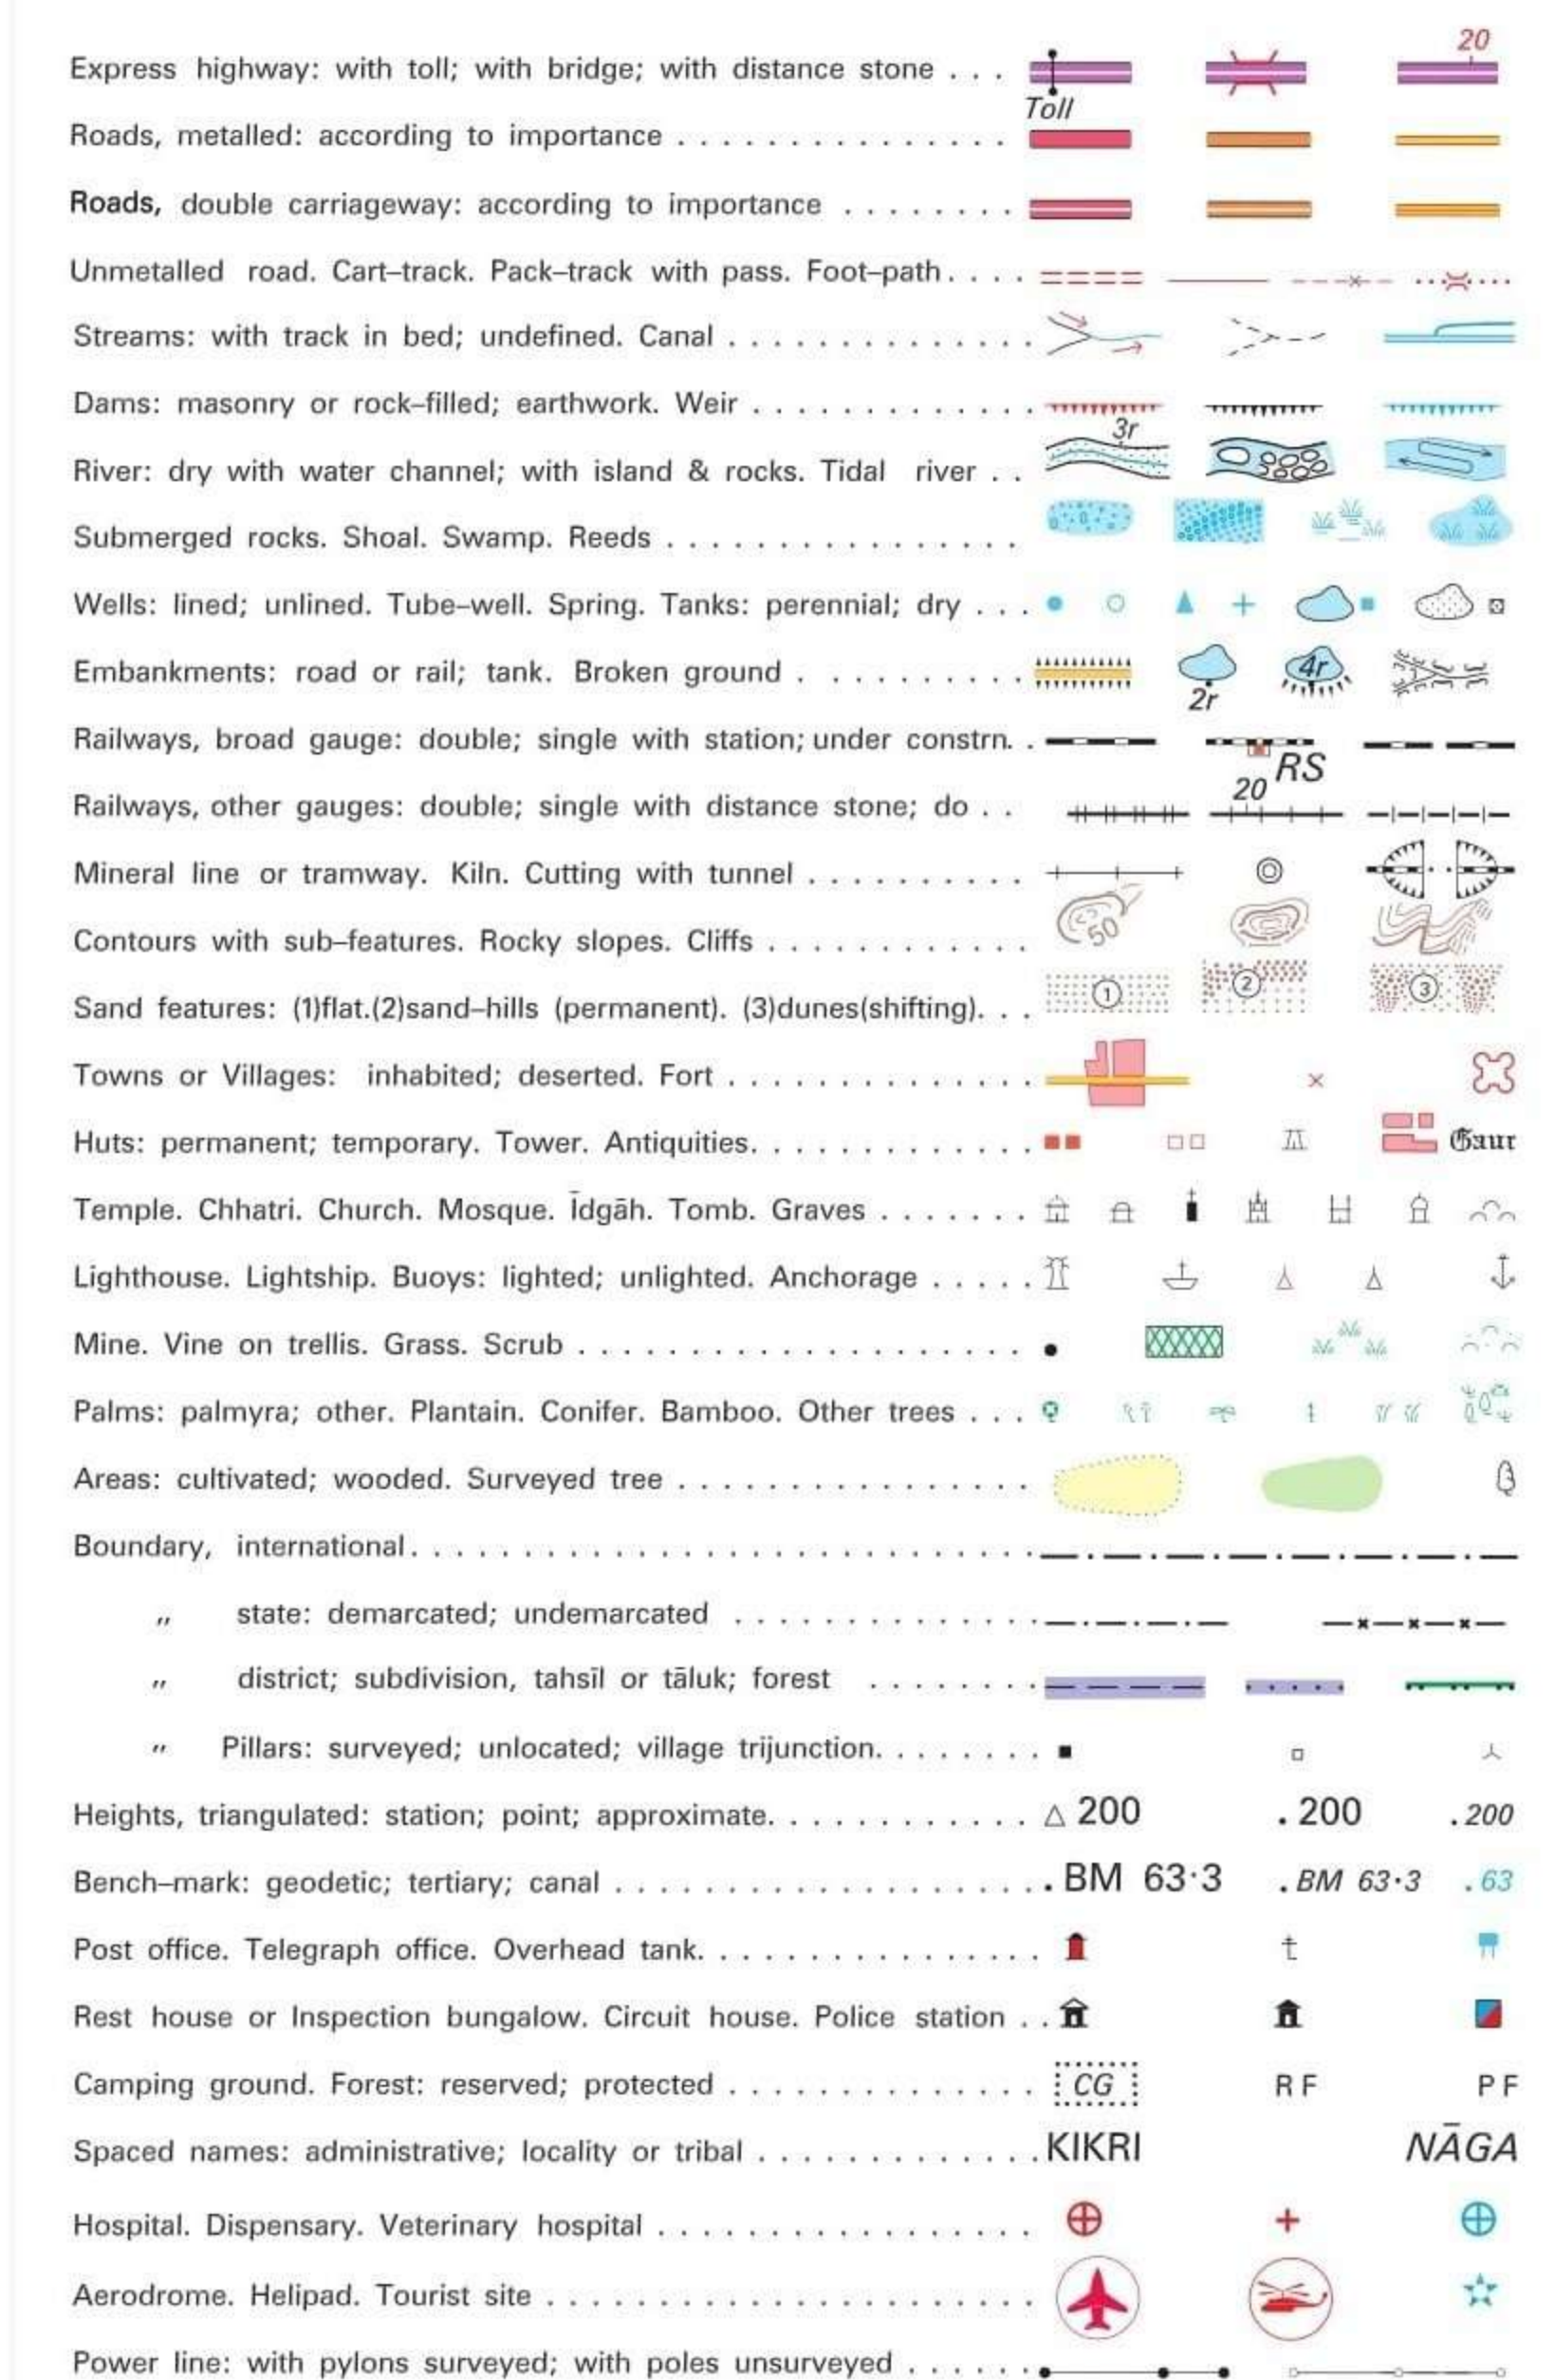 20
Express highway: with toll; with bridge; with distance stone . . .
Toll
Roads, metalled: according to importance . . . . . . . . . . . . . . .
Roads, double carriageway: according to importance . . . . . . . .
Unmetalled road. Cart–track. Pack–track with pass. Foot–path. . . .
Streams: with track in bed; undefined. Canal . . . . . . . . . . . . . .
Dams: masonry or rock–filled; earthwork. Weir . . . . . . . . . . . . .
3r
River: dry with water channel; with island & rocks. Tidal river . .
Submerged rocks. Shoal. Swamp. Reeds . . . . . . . . . . . . . . . .
Wells: lined; unlined. Tube–well. Spring. Tanks: perennial; dry . . .
Embankments: road or rail; tank. Broken ground . . . . . . . . . .
2r 4r
Railways, broad gauge: double; single with station; under constrn. .
RS
20
Railways, other gauges: double; single with distance stone; do . .
Mineral line or tramway. Kiln. Cutting with tunnel . . . . . . . . . .
50
Contours with sub–features. Rocky slopes. Cliffs . . . . . . . . . . . .
Sand features: (1)flat.(2)sand–hills (permanent). (3)dunes(shifting). . . 1 2 3
Towns or Villages: inhabited; deserted. Fort . . . . . . . . . . . . . .
Huts: permanent; temporary. Tower. Antiquities. . . . . . . . . . . . . Gaur
Temple. Chhatri. Church. Mosque. Īdgāh. Tomb. Graves . . . . . . .
Lighthouse. Lightship. Buoys: lighted; unlighted. Anchorage . . . . .
Mine. Vine on trellis. Grass. Scrub . . . . . . . . . . . . . . . . . . . .
Palms: palmyra; other. Plantain. Conifer. Bamboo. Other trees . . .
Areas: cultivated; wooded. Surveyed tree . . . . . . . . . . . . . . . .
Boundary, international. . . . . . . . . . . . . . . . . . . . . . . . . . .
„ state: demarcated; undemarcated . . . . . . . . . . . . . .
„ district; subdivision, tahsīl or tāluk; forest . . . . . . . .
„ Pillars: surveyed; unlocated; village trijunction. . . . . . . .
Heights, triangulated: station; point; approximate. . . . . . . . . . . . △ 200 . 200 . 200
Bench–mark: geodetic; tertiary; canal . . . . . . . . . . . . . . . . . . . BM 63·3 . BM 63·3 . 63
Post office. Telegraph office. Overhead tank. . . . . . . . . . . . . . . .
Rest house or Inspection bungalow. Circuit house. Police station . .
Camping ground. Forest: reserved; protected . . . . . . . . . . . . . . CG R F P F
Spaced names: administrative; locality or tribal . . . . . . . . . . . . . KIKRI NĀGA
Hospital. Dispensary. Veterinary hospital . . . . . . . . . . . . . . . . .
Aerodrome. Helipad. Tourist site . . . . . . . . . . . . . . . . . . . . . .
Power line: with pylons surveyed; with poles unsurveyed . . . . . .